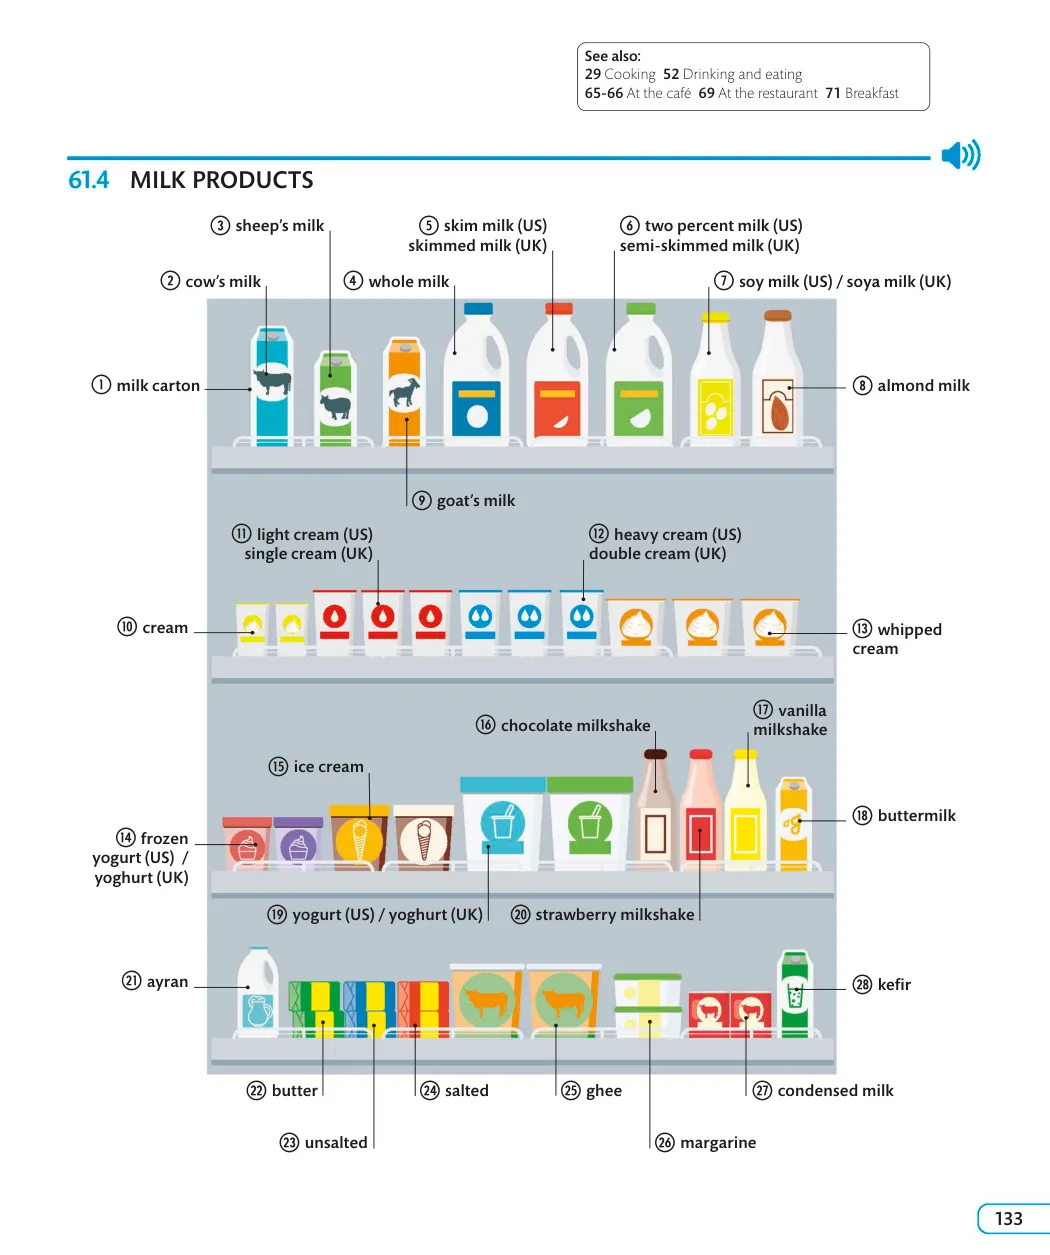 See also:
29 Cooking 52 Drinking and eating
65-66 At the café 69 At the restaurant 71 Breakfast
61.4 MILK PRODUCTS
③ sheep's milk
⑤ skim milk (US)
skimmed milk (UK)
⑥ two percent milk (US)
semi-skimmed milk (UK)
② cow's milk
④ whole milk
⑦ soy milk (US) / soya milk (UK)
① milk carton
⑧ almond milk
⑨ goat's milk
⑪ light cream (US)
single cream (UK)
⑫ heavy cream (US)
double cream (UK)
⑩ cream
⑬ whipped
cream
⑯ chocolate milkshake
⑰ vanilla
milkshake
⑮ ice cream
⑭ frozen
yogurt (US) /
yoghurt (UK)
⑱ buttermilk
⑲ yogurt (US) / yoghurt (UK)
⑳ strawberry milkshake
㉑ ayran
㉘ kefir
㉒ butter
㉔ salted
㉕ ghee
㉗ condensed milk
㉓ unsalted
㉖ margarine
133